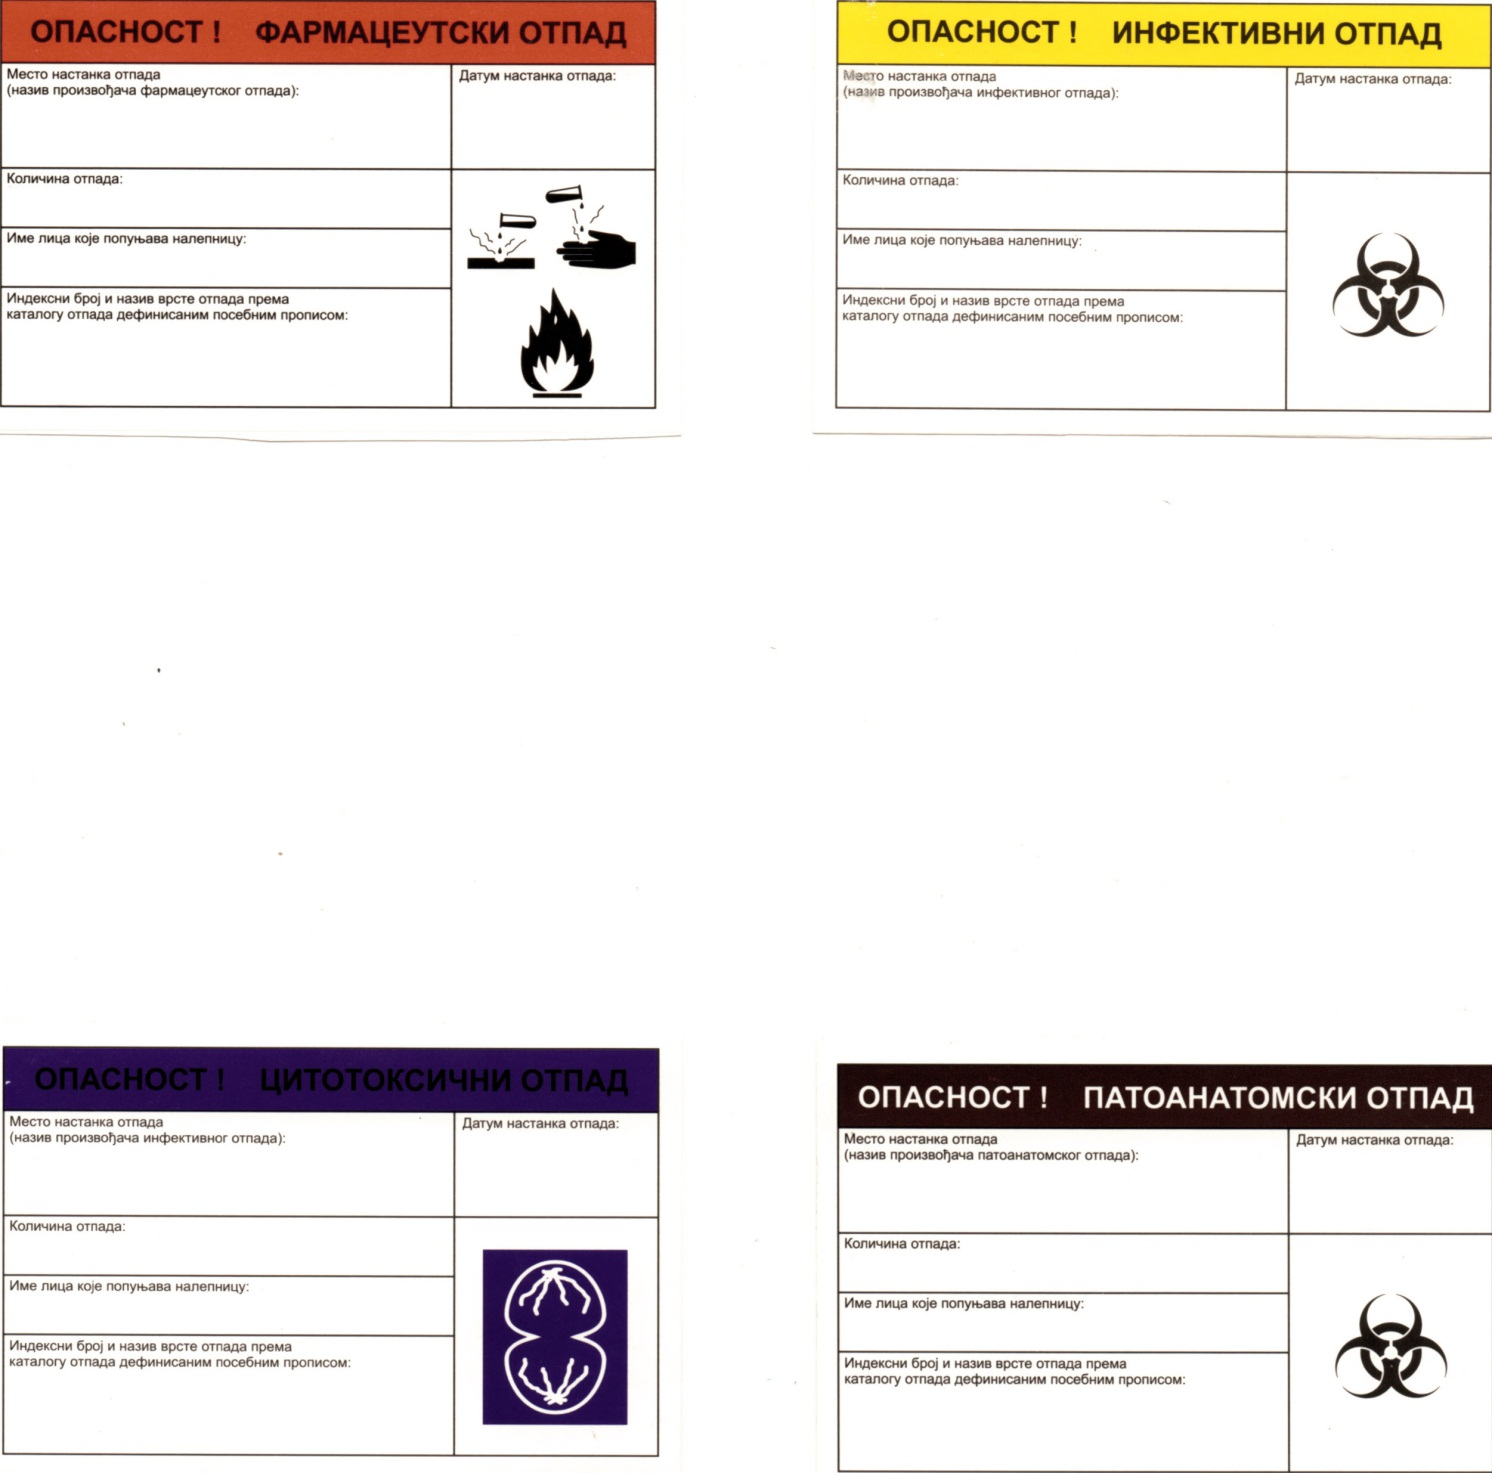 ОПАСНОСТ ! ФАРМАЦЕУТСКИ ОТПАД
Место настанка отпада
(назив произвођача фармацеутског отпада):
Датум настанка отпада:
Количина отпада:
Име лица које попуњава налепницу:
Индексни број и назив врсте отпада према
каталогу отпада дефинисаним посебним прописом:
ОПАСНОСТ ! ИНФЕКТИВНИ ОТПАД
Место настанка отпада
(назив произвођача инфективног отпада):
Датум настанка отпада:
Количина отпада:
Име лица које попуњава налепницу:
Индексни број и назив врсте отпада према
каталогу отпада дефинисаним посебним прописом:
ОПАСНОСТ ! ЦИТОТОКСИЧНИ ОТПАД
Место настанка отпада
(назив произвођача инфективног отпада):
Датум настанка отпада:
Количина отпада:
Име лица које попуњава налепницу:
Индексни број и назив врсте отпада према
каталогу отпада дефинисаним посебним прописом:
ОПАСНОСТ ! ПАТОАНАТОМСКИ ОТПАД
Место настанка отпада
(назив произвођача патоанатомског отпада):
Датум настанка отпада:
Количина отпада:
Име лица које попуњава налепницу:
Индексни број и назив врсте отпада према
каталогу отпада дефинисаним посебним прописом: